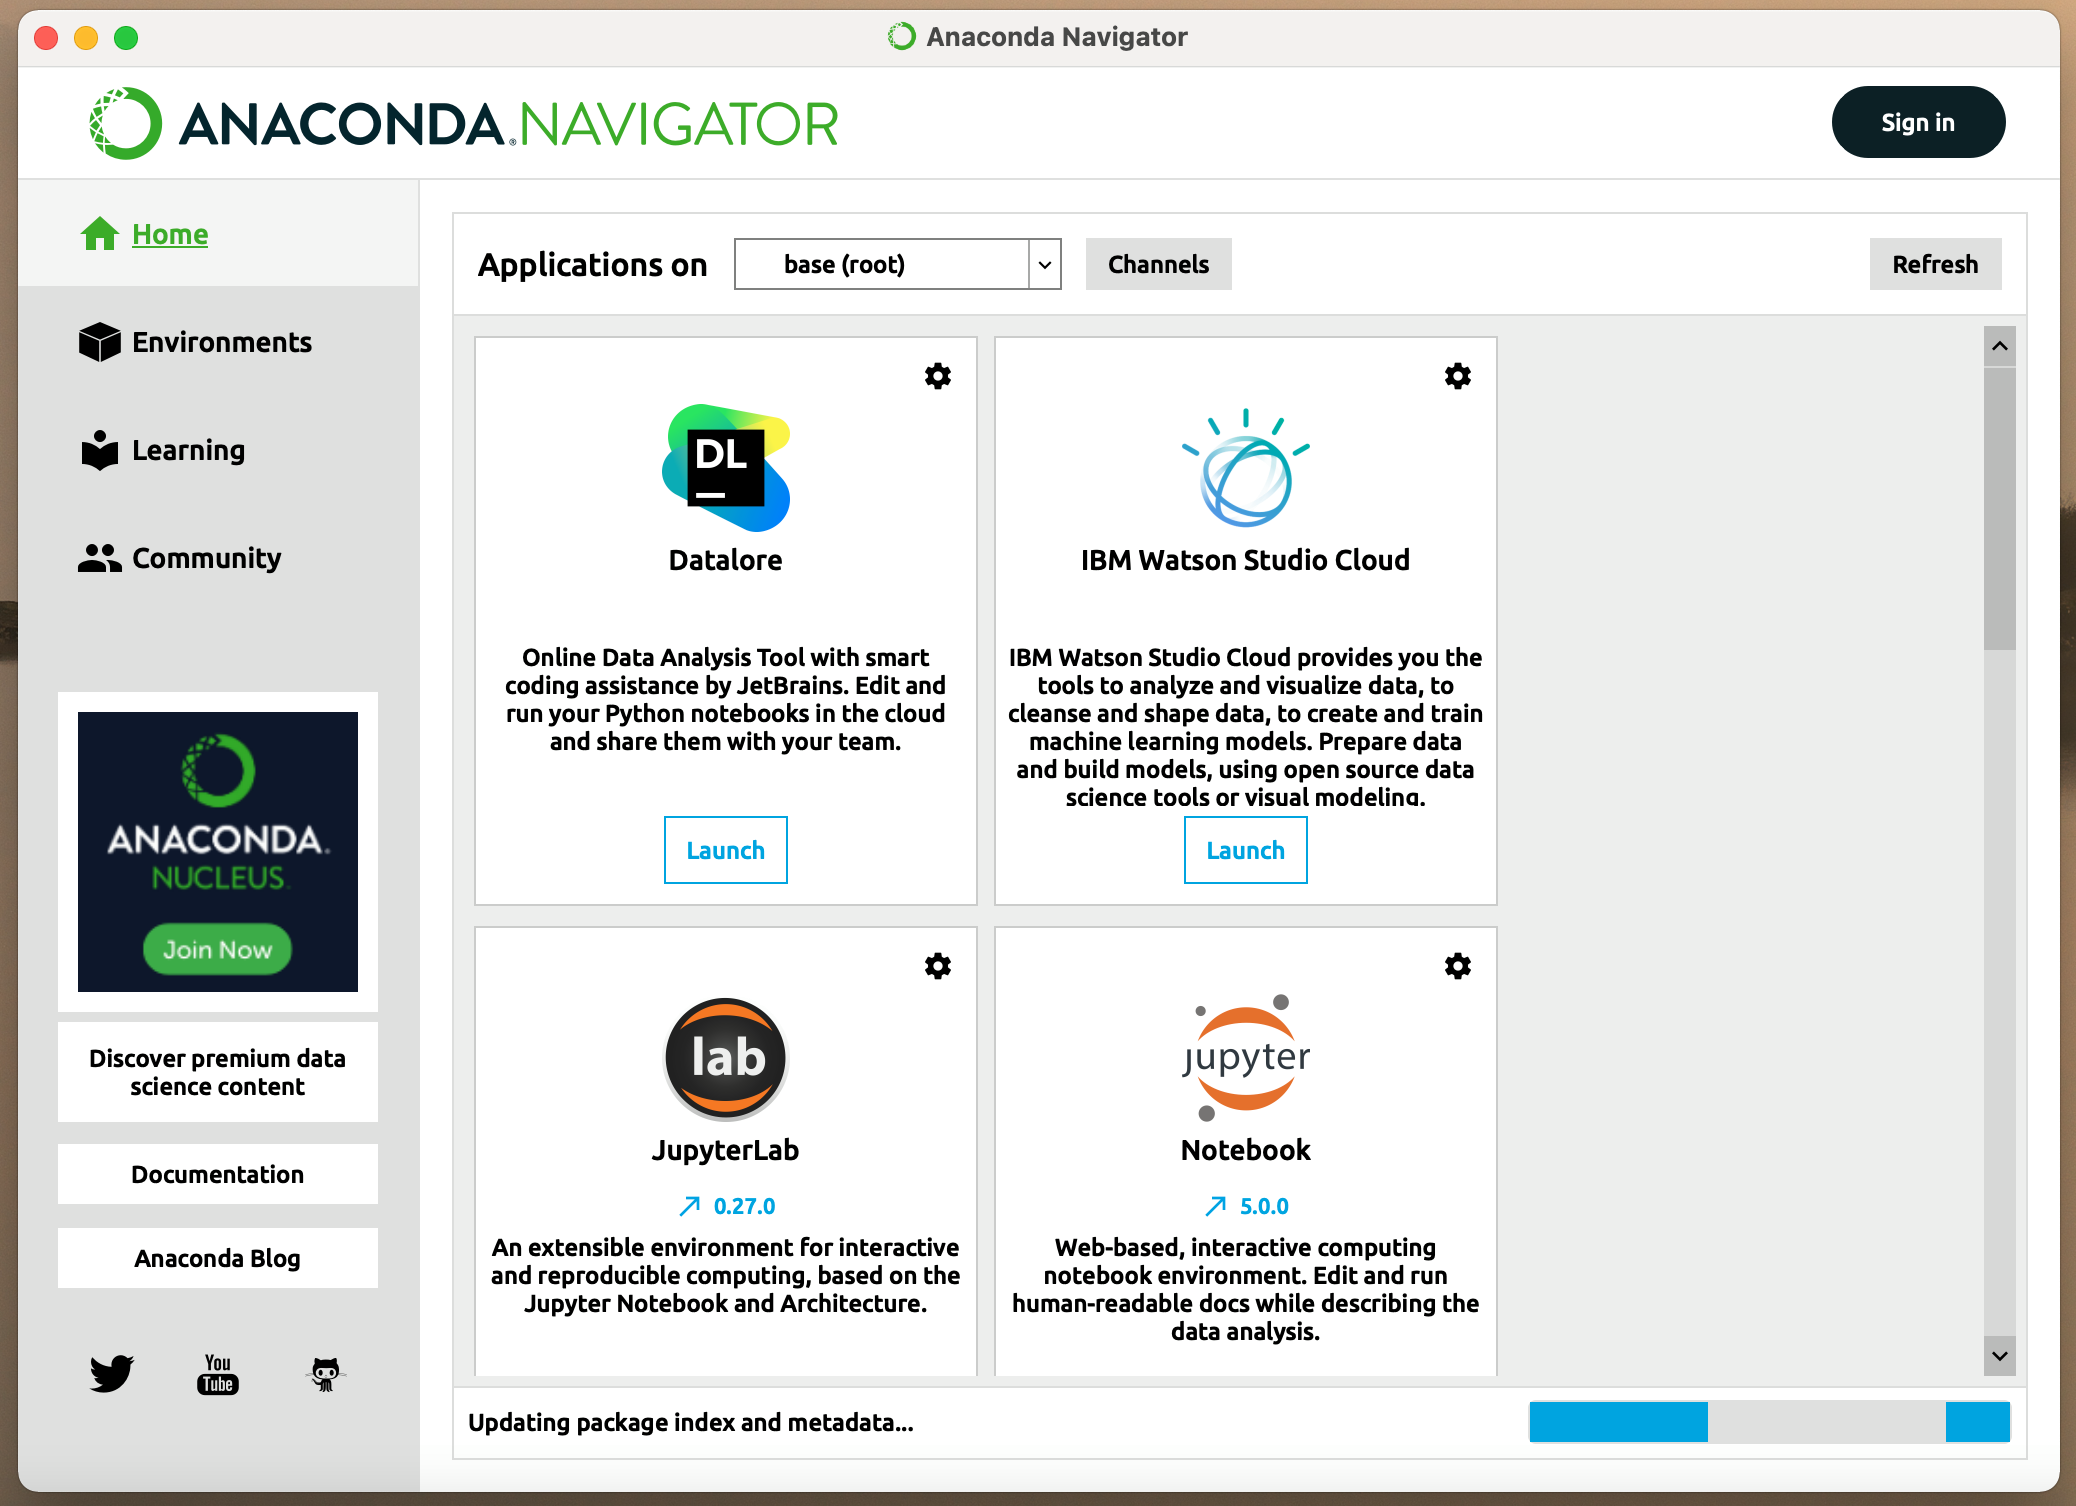 Anaconda Navigator
ANACONDA.NAVIGATOR
Sign in
Home
Environments
Learning
Community
ANACONDA.
NUCLEUS.
Join Now
Discover premium data
science content
Documentation
Anaconda Blog
You
Tube
Applications on
base (root)
Channels
Refresh
DL
Datalore
Online Data Analysis Tool with smart
coding assistance by JetBrains. Edit and
run your Python notebooks in the cloud
and share them with your team.
Launch
IBM Watson Studio Cloud
IBM Watson Studio Cloud provides you the
tools to analyze and visualize data, to
cleanse and shape data, to create and train
machine learning models. Prepare data
and build models, using open source data
science tools or visual modeling.
Launch
lab
JupyterLab
0.27.0
An extensible environment for interactive
and reproducible computing, based on the
Jupyter Notebook and Architecture.
jupyter
Notebook
5.0.0
Web-based, interactive computing
notebook environment. Edit and run
human-readable docs while describing the
data analysis.
Updating package index and metadata...